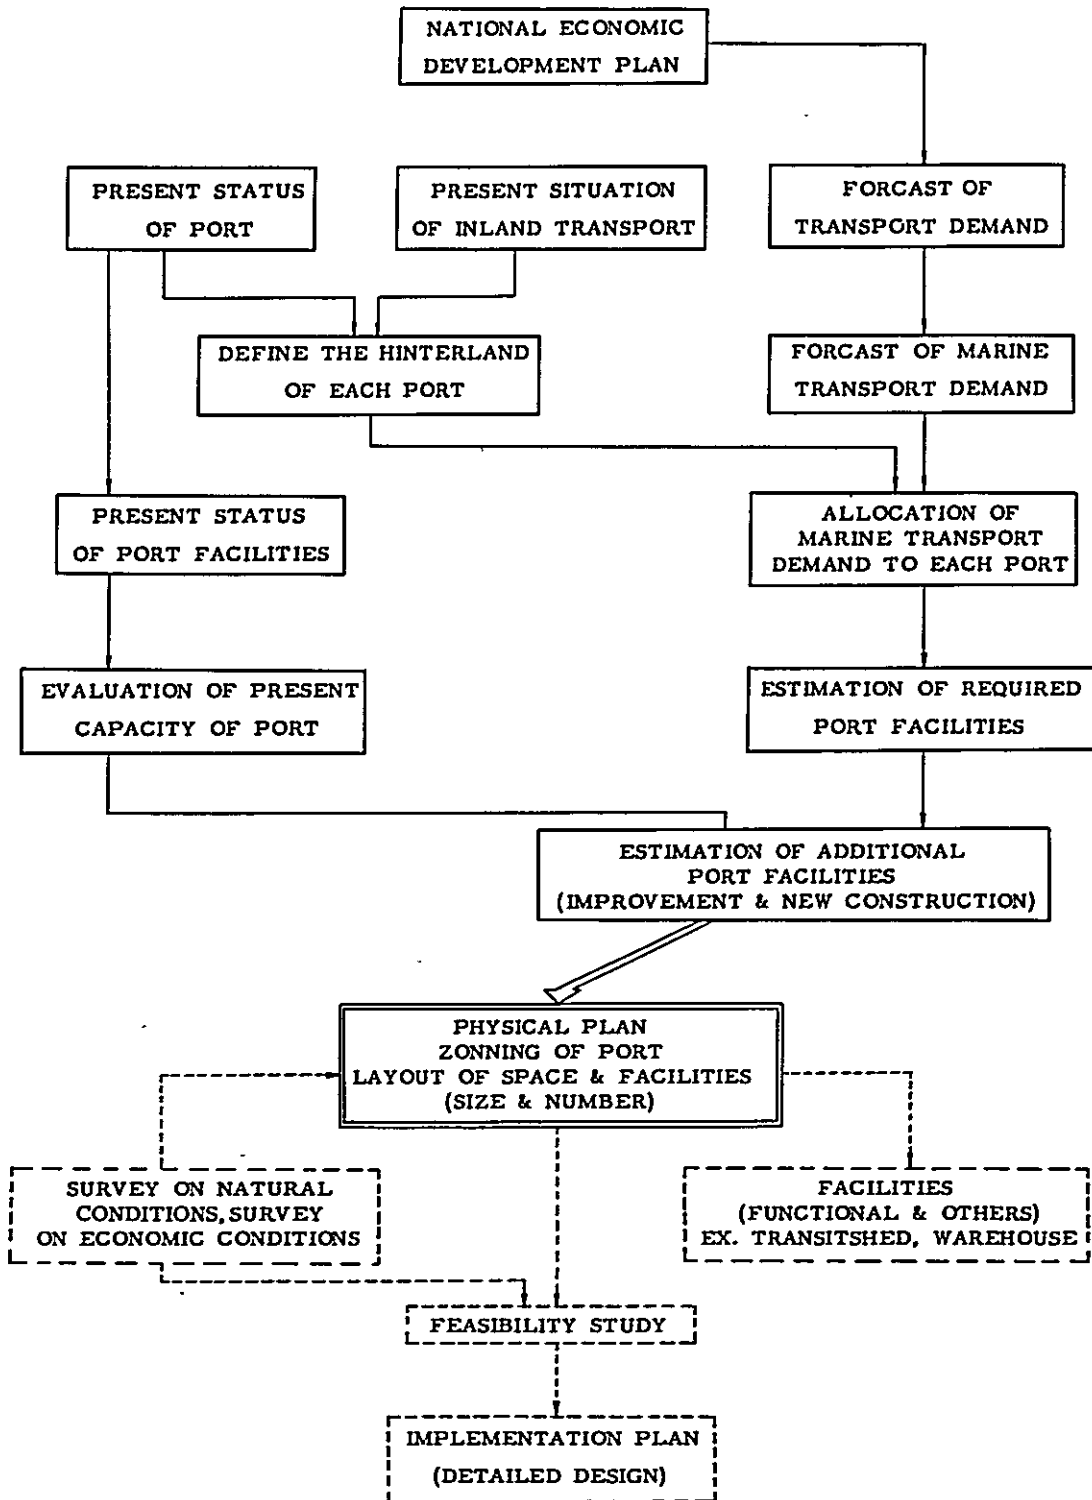 NATIONAL ECONOMIC
DEVELOPMENT PLAN
PRESENT STATUS
OF PORT
PRESENT SITUATION
OF INLAND TRANSPORT
FORCAST OF
TRANSPORT DEMAND
DEFINE THE HINTERLAND
OF EACH PORT
FORCAST OF MARINE
TRANSPORT DEMAND
PRESENT STATUS
OF PORT FACILITIES
ALLOCATION OF
MARINE TRANSPORT
DEMAND TO EACH PORT
EVALUATION OF PRESENT
CAPACITY OF PORT
ESTIMATION OF REQUIRED
PORT FACILITIES
ESTIMATION OF ADDITIONAL
PORT FACILITIES
(IMPROVEMENT & NEW CONSTRUCTION)
PHYSICAL PLAN
ZONNING OF PORT
LAYOUT OF SPACE & FACILITIES
(SIZE & NUMBER)
SURVEY ON NATURAL
CONDITIONS, SURVEY
ON ECONOMIC CONDITIONS
FACILITIES
(FUNCTIONAL & OTHERS)
EX. TRANSITSHED, WAREHOUSE
FEASIBILITY STUDY
IMPLEMENTATION PLAN
(DETAILED DESIGN)